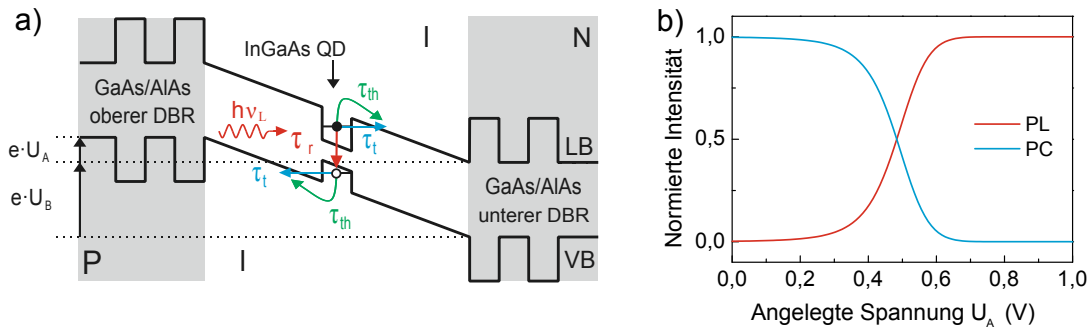 a)
InGaAs QD
I
N
GaAs/AlAs
oberer DBR
hν_L
τ_r
τ_th
τ_t
LB
e·U_A
e·U_B
τ_t
τ_th
GaAs/AlAs
unterer DBR
P
I
VB
b)
Normierte Intensität
1,0
0,5
0,0
PL
PC
0,0 0,2 0,4 0,6 0,8 1,0
Angelegte Spannung U_A (V)